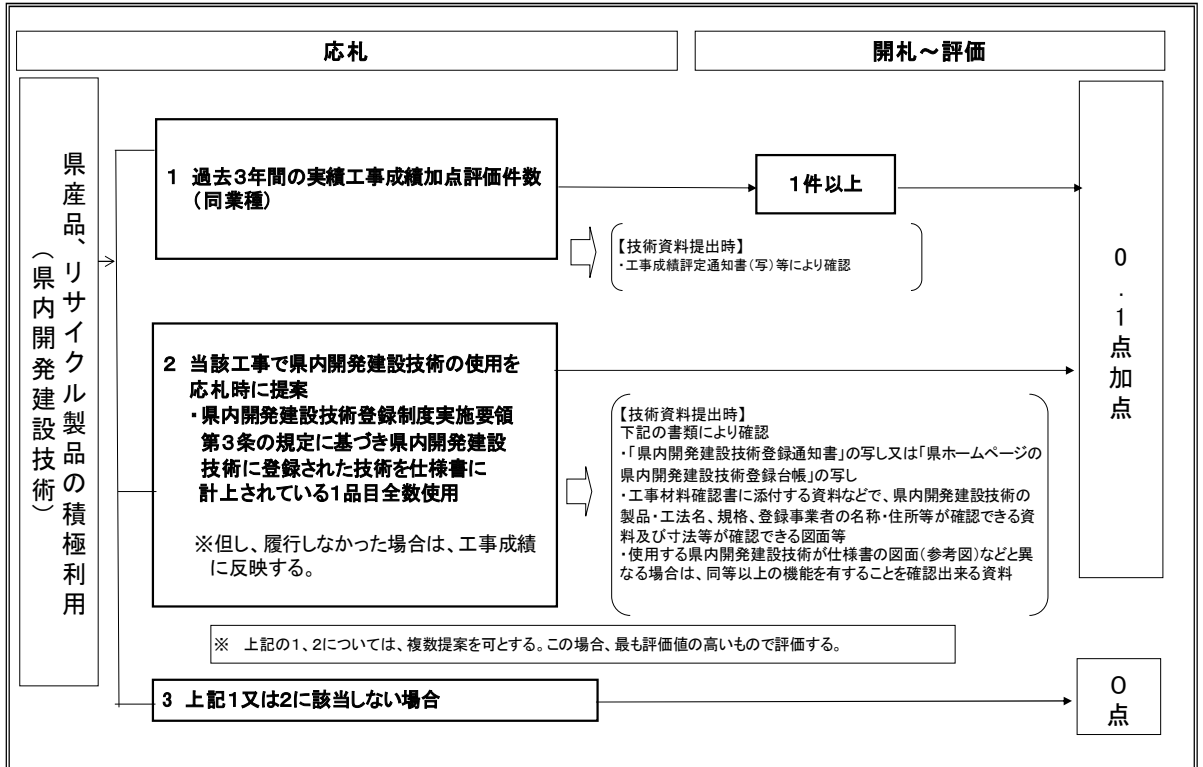 応札
開札～評価
県産品、リサイクル製品の積極利用
（県内開発建設技術）
1 過去3年間の実績工事成績加点評価件数
（同業種）
1件以上
【技術資料提出時】
・工事成績評定通知書（写）等により確認
2 当該工事で県内開発建設技術の使用を
応札時に提案
・県内開発建設技術登録制度実施要領
第3条の規定に基づき県内開発建設
技術に登録された技術を仕様書に
計上されている1品目全数使用
※但し、履行しなかった場合は、工事成績
に反映する。
【技術資料提出時】
下記の書類により確認
・「県内開発建設技術登録通知書」の写し又は「県ホームページの
県内開発建設技術登録台帳」の写し
・工事材料確認書に添付する資料などで、県内開発建設技術の
製品・工法名、規格、登録事業者の名称・住所等が確認できる資
料及び寸法等が確認できる図面等
・使用する県内開発建設技術が仕様書の図面（参考図）などと異
なる場合は、同等以上の機能を有することを確認出来る資料
0.1点加点
※ 上記の1、2については、複数提案を可とする。この場合、最も評価値の高いもので評価する。
3 上記1又は2に該当しない場合
0点